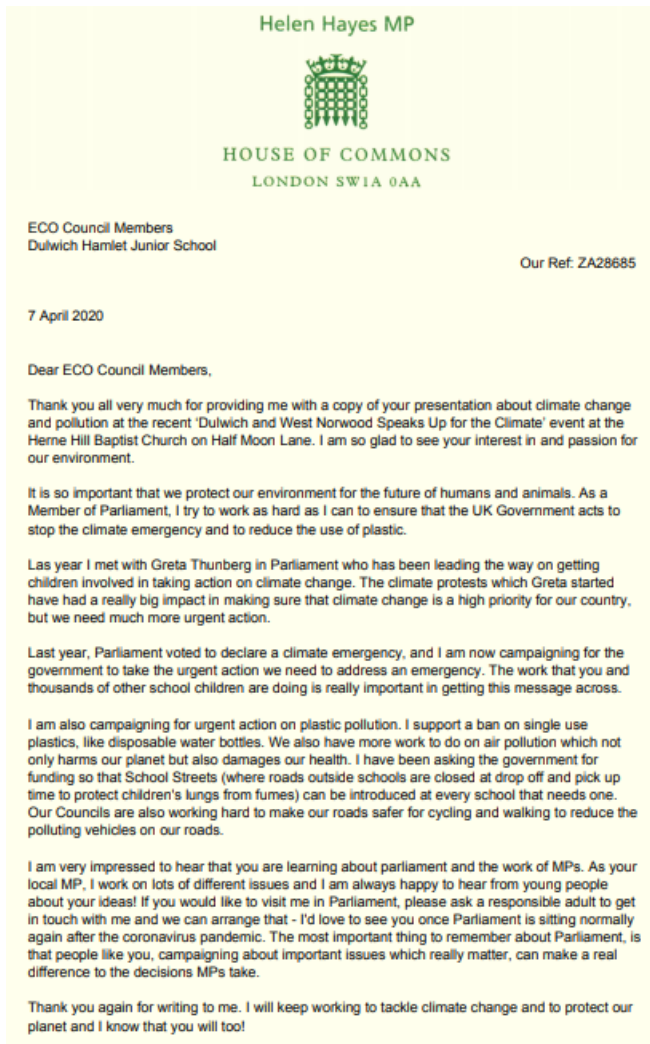 Helen Hayes MP
HOUSE OF COMMONS
LONDON SW1A 0AA
ECO Council Members
Dulwich Hamlet Junior School
Our Ref: ZA28685
7 April 2020
Dear ECO Council Members,
Thank you all very much for providing me with a copy of your presentation about climate change
and pollution at the recent ‘Dulwich and West Norwood Speaks Up for the Climate’ event at the
Herne Hill Baptist Church on Half Moon Lane. I am so glad to see your interest in and passion for
our environment.
It is so important that we protect our environment for the future of humans and animals. As a
Member of Parliament, I try to work as hard as I can to ensure that the UK Government acts to
stop the climate emergency and to reduce the use of plastic.
Las year I met with Greta Thunberg in Parliament who has been leading the way on getting
children involved in taking action on climate change. The climate protests which Greta started
have had a really big impact in making sure that climate change is a high priority for our country,
but we need much more urgent action.
Last year, Parliament voted to declare a climate emergency, and I am now campaigning for the
government to take the urgent action we need to address an emergency. The work that you and
thousands of other school children are doing is really important in getting this message across.
I am also campaigning for urgent action on plastic pollution. I support a ban on single use
plastics, like disposable water bottles. We also have more work to do on air pollution which not
only harms our planet but also damages our health. I have been asking the government for
funding so that School Streets (where roads outside schools are closed at drop off and pick up
time to protect children's lungs from fumes) can be introduced at every school that needs one.
Our Councils are also working hard to make our roads safer for cycling and walking to reduce the
polluting vehicles on our roads.
I am very impressed to hear that you are learning about parliament and the work of MPs. As your
local MP, I work on lots of different issues and I am always happy to hear from young people
about your ideas! If you would like to visit me in Parliament, please ask a responsible adult to get
in touch with me and we can arrange that - I'd love to see you once Parliament is sitting normally
again after the coronavirus pandemic. The most important thing to remember about Parliament, is
that people like you, campaigning about important issues which really matter, can make a real
difference to the decisions MPs take.
Thank you again for writing to me. I will keep working to tackle climate change and to protect our
planet and I know that you will too!